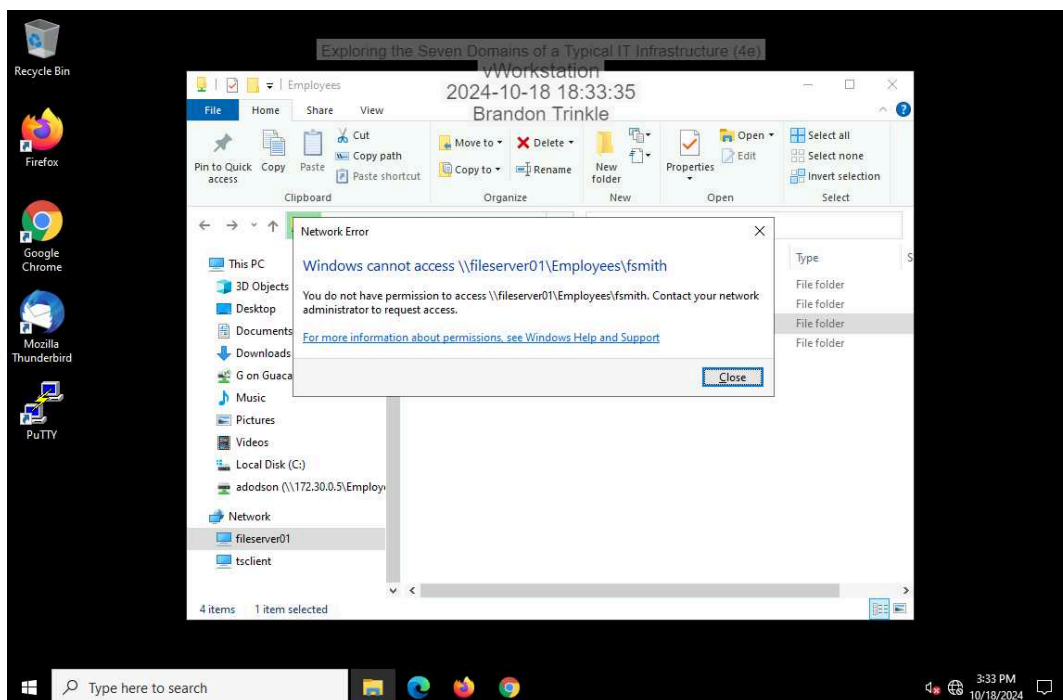 Exploring the Seven Domains of a Typical IT Infrastructure (4e)
vWorkstation
2024-10-18 18:33:35
Brandon Trinkle
Recycle Bin
Firefox
Google
Chrome
Mozilla
Thunderbird
PuTTY
Employees
File Home Share View
Pin to Quick
access
Copy
Paste
Cut
Copy path
Paste shortcut
Clipboard
Move to
Copy to
Delete
Rename
Organize
New
folder
New
Properties
Open
Edit
Open
Select all
Select none
Invert selection
Select
Network Error
Windows cannot access \\fileserver01\Employees\fsmith
You do not have permission to access \\fileserver01\Employees\fsmith. Contact your network
administrator to request access.
For more information about permissions, see Windows Help and Support
Close
This PC
3D Objects
Desktop
Documents
Downloads
G on Guaca
Music
Pictures
Videos
Local Disk (C:)
adodson (\\172.30.0.5\Employe
Network
fileserver01
tsclient
Type S
File folder
File folder
File folder
File folder
4 items 1 item selected
Type here to search
3:33 PM
10/18/2024